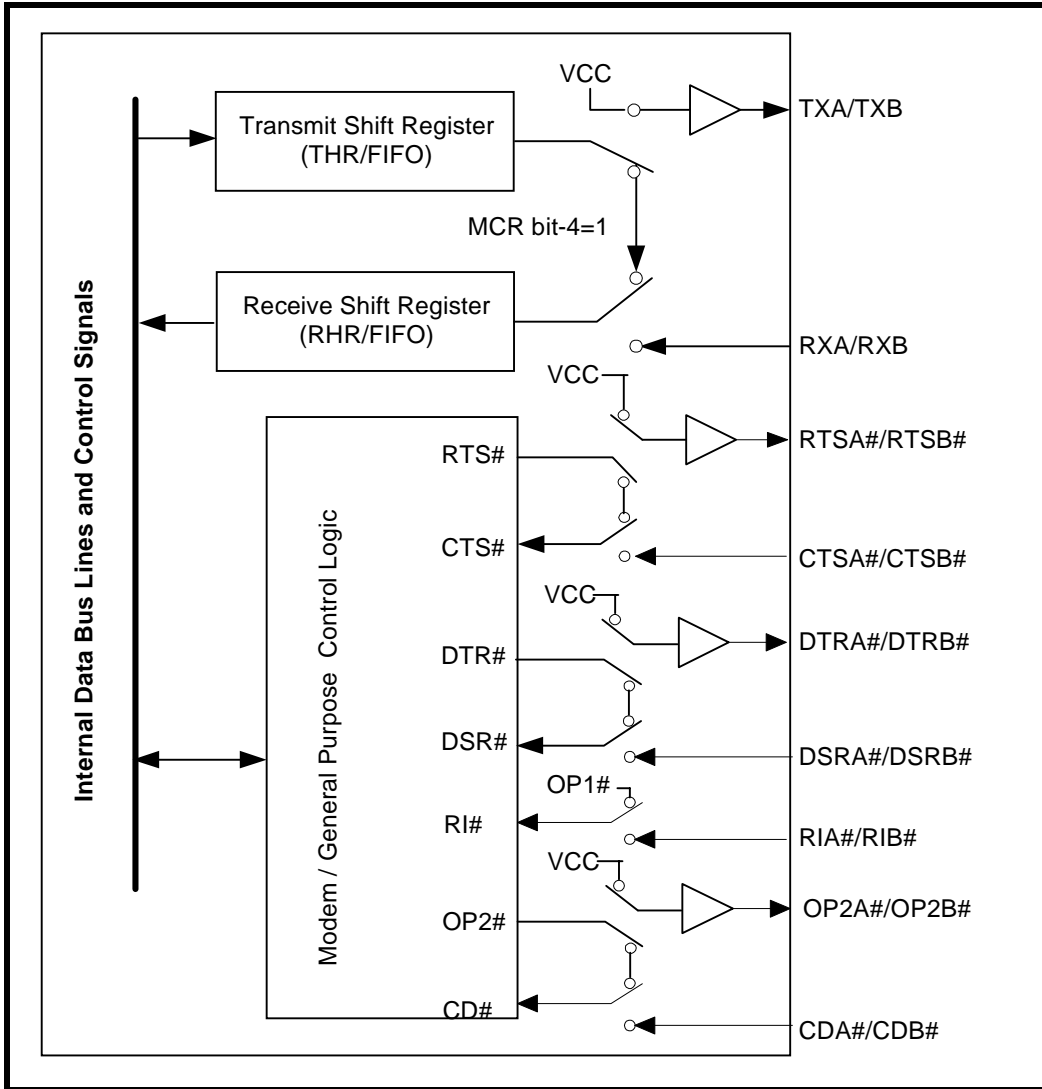 VCC
TXA/TXB
Transmit Shift Register
(THR/FIFO)
MCR bit-4=1
Receive Shift Register
(RHR/FIFO)
RXA/RXB
VCC
RTSA#/RTSB#
RTS#
CTS#
CTSA#/CTSB#
VCC
DTRA#/DTRB#
DTR#
DSR#
DSRA#/DSRB#
OP1#
RI#
RIA#/RIB#
VCC
OP2A#/OP2B#
OP2#
CD#
CDA#/CDB#
Internal Data Bus Lines and Control Signals
Modem / General Purpose Control Logic